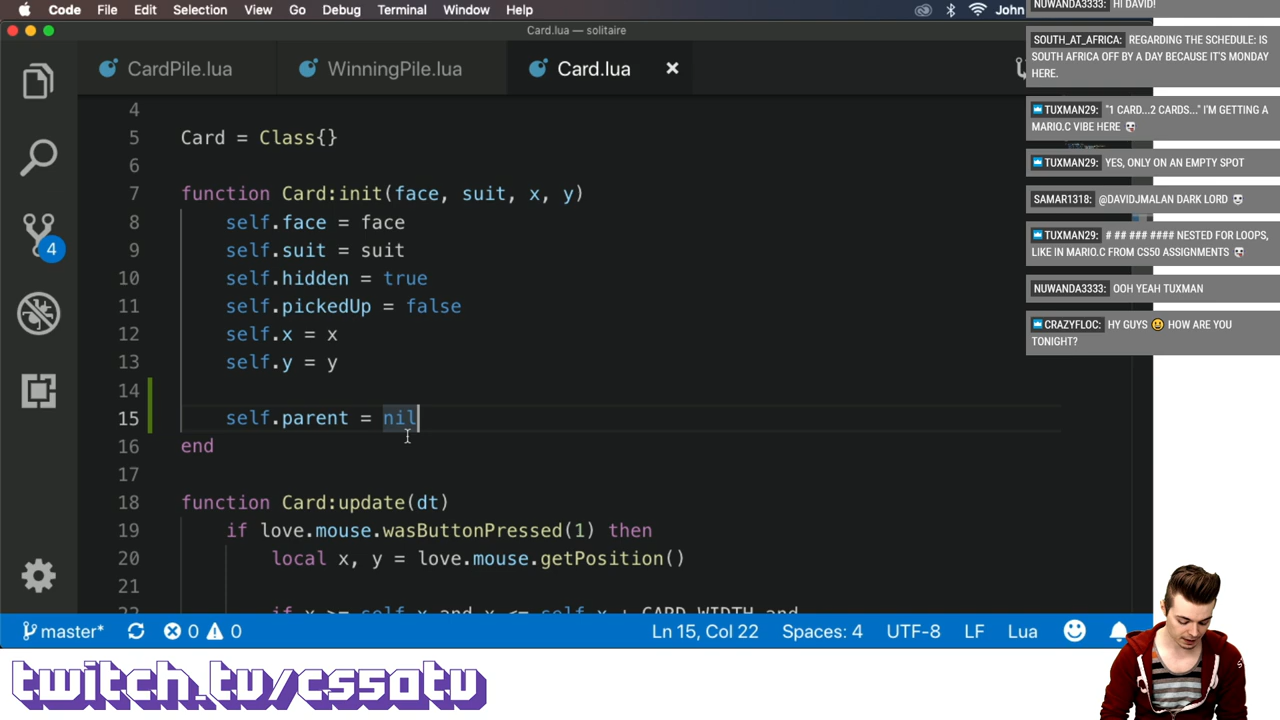 Code File Edit Selection View Go Debug Terminal Window Help John
Card.lua — solitaire
CardPile.lua WinningPile.lua Card.lua
4
5 Card = Class{}
6
7 function Card:init(face, suit, x, y)
8 self.face = face
9 self.suit = suit
10 self.hidden = true
11 self.pickedUp = false
12 self.x = x
13 self.y = y
14
15 self.parent = nil
16 end
17
18 function Card:update(dt)
19 if love.mouse.wasButtonPressed(1) then
20 local x, y = love.mouse.getPosition()
21
22 if x >= self.x and x <= self.x + CARD_WIDTH and
4
master* 0 0 Ln 15, Col 22 Spaces: 4 UTF-8 LF Lua
NUWANDA3333: HI DAVID!
SOUTH_AT_AFRICA: REGARDING THE SCHEDULE: IS
SOUTH AFRICA OFF BY A DAY BECAUSE IT'S MONDAY
HERE.
TUXMAN29: "1 CARD...2 CARDS..." I'M GETTING A
MARIO.C VIBE HERE
TUXMAN29: YES, ONLY ON AN EMPTY SPOT
SAMAR1318: @DAVIDJMALAN DARK LORD
TUXMAN29: # ## ### #### NESTED FOR LOOPS,
LIKE IN MARIO.C FROM CS50 ASSIGNMENTS
NUWANDA3333: OOH YEAH TUXMAN
CRAZYFLOC: HY GUYS HOW ARE YOU
TONIGHT?
twitch.tv/cs50tv